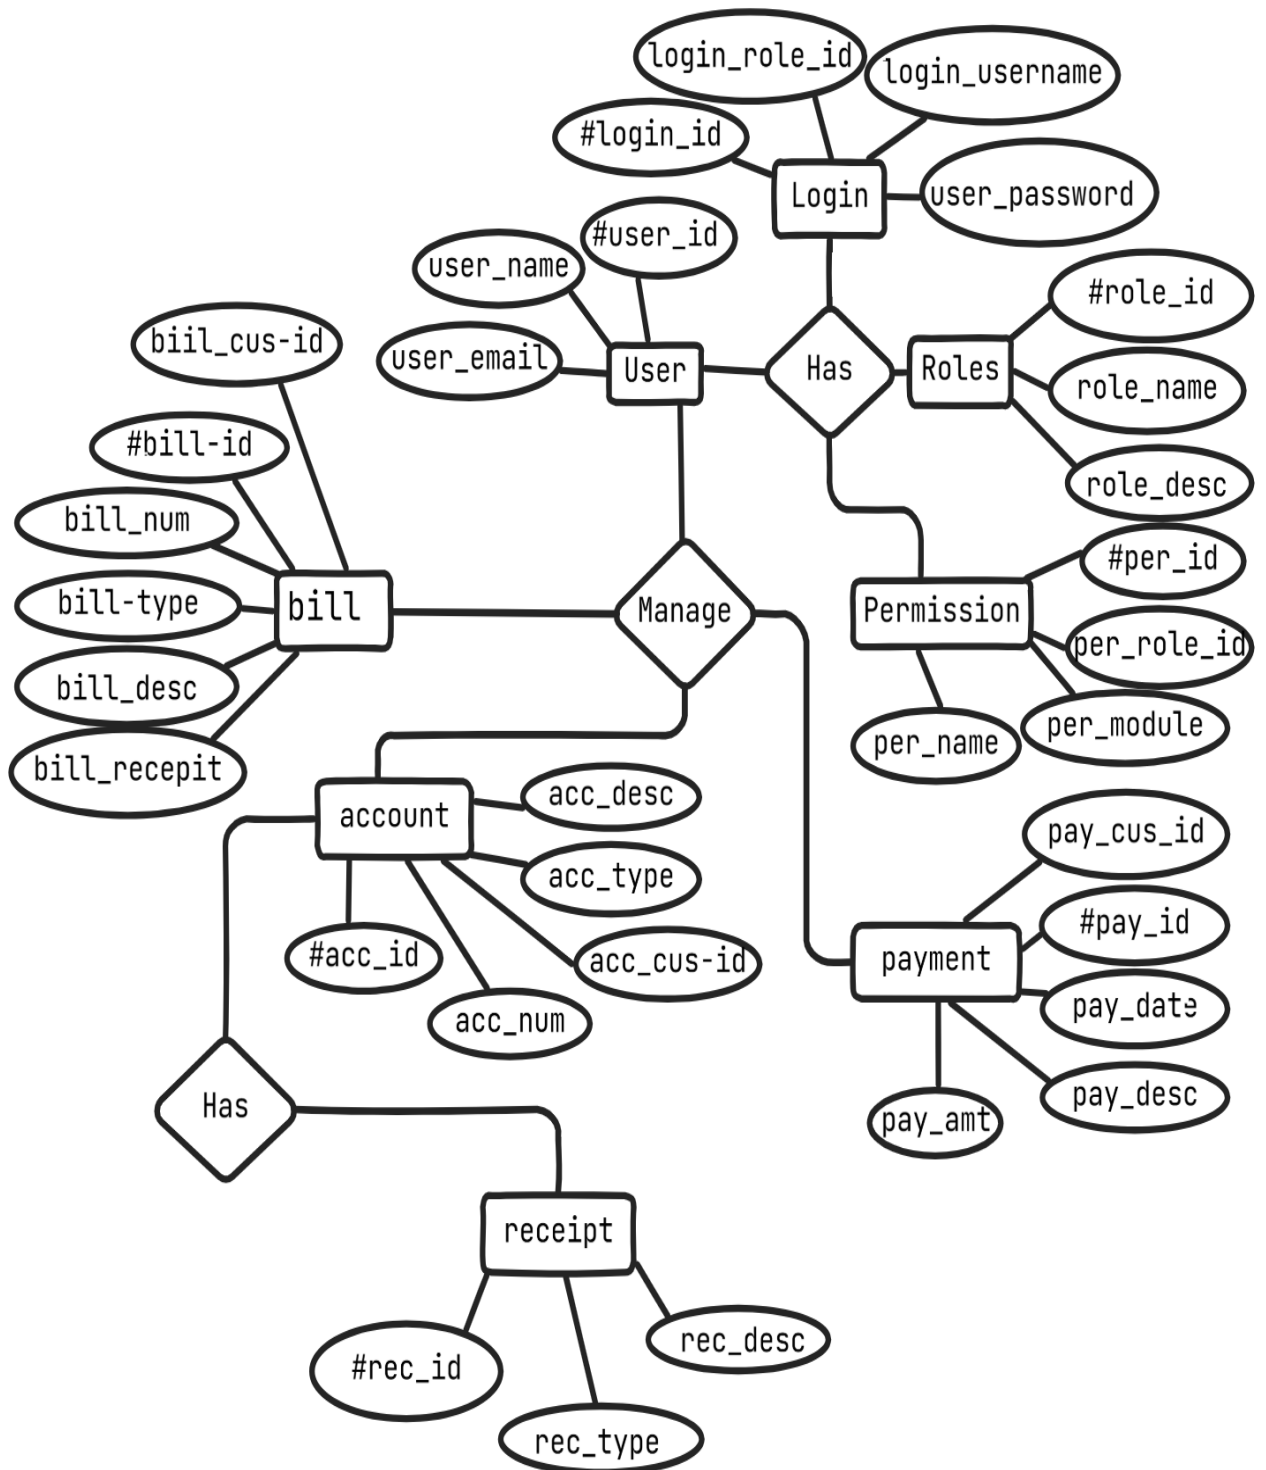 login_role_id
login_username
#login_id
Login
user_password
#user_id
user_name
#role_id
biil_cus-id
user_email
User
Has
Roles
role_name
#bill-id
role_desc
bill_num
#per_id
bill-type
bill
Manage
Permission
per_role_id
bill_desc
per_module
per_name
bill_recepit
acc_desc
account
pay_cus_id
acc_type
#pay_id
#acc_id
acc_cus-id
payment
pay_date
acc_num
pay_desc
Has
pay_amt
receipt
rec_desc
#rec_id
rec_type